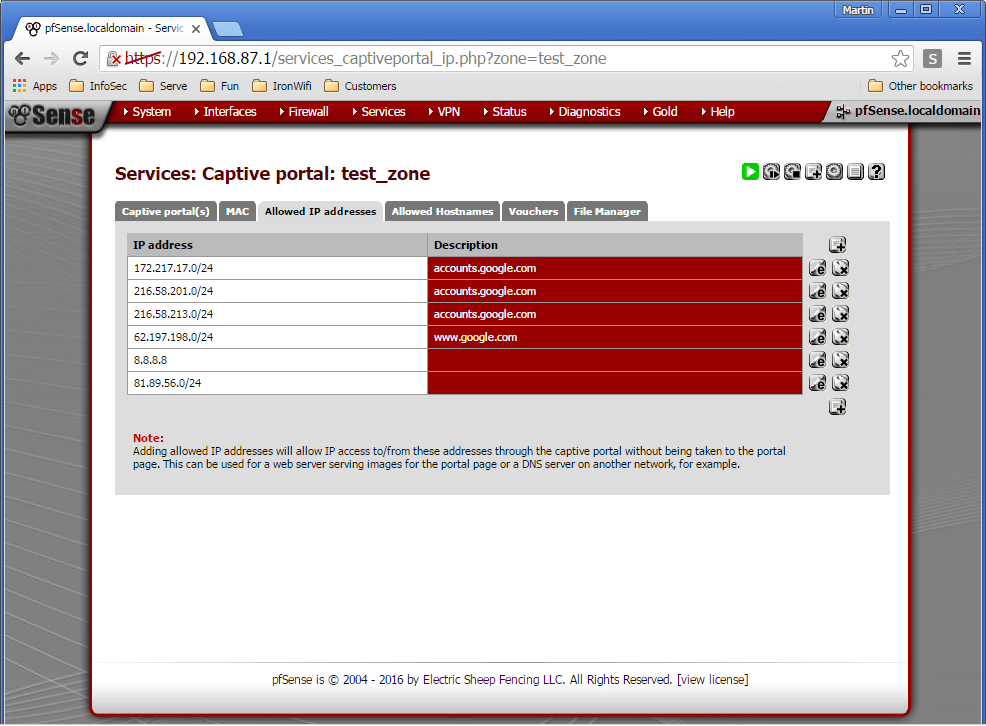 Martin
pfSense.localdomain - Servic
https://192.168.87.1/services_captiveportal_ip.php?zone=test_zone
S
Apps InfoSec Serve Fun IronWifi Customers Other bookmarks
Sense System Interfaces Firewall Services VPN Status Diagnostics Gold Help pfSense.localdomain
Services: Captive portal: test_zone
Captive portal(s) MAC Allowed IP addresses Allowed Hostnames Vouchers File Manager
IP address Description
172.217.17.0/24 accounts.google.com
216.58.201.0/24 accounts.google.com
216.58.213.0/24 accounts.google.com
62.197.198.0/24 www.google.com
8.8.8.8
81.89.56.0/24
Note:
Adding allowed IP addresses will allow IP access to/from these addresses through the captive portal without being taken to the portal
page. This can be used for a web server serving images for the portal page or a DNS server on another network, for example.
pfSense is © 2004 - 2016 by Electric Sheep Fencing LLC. All Rights Reserved. [view license]